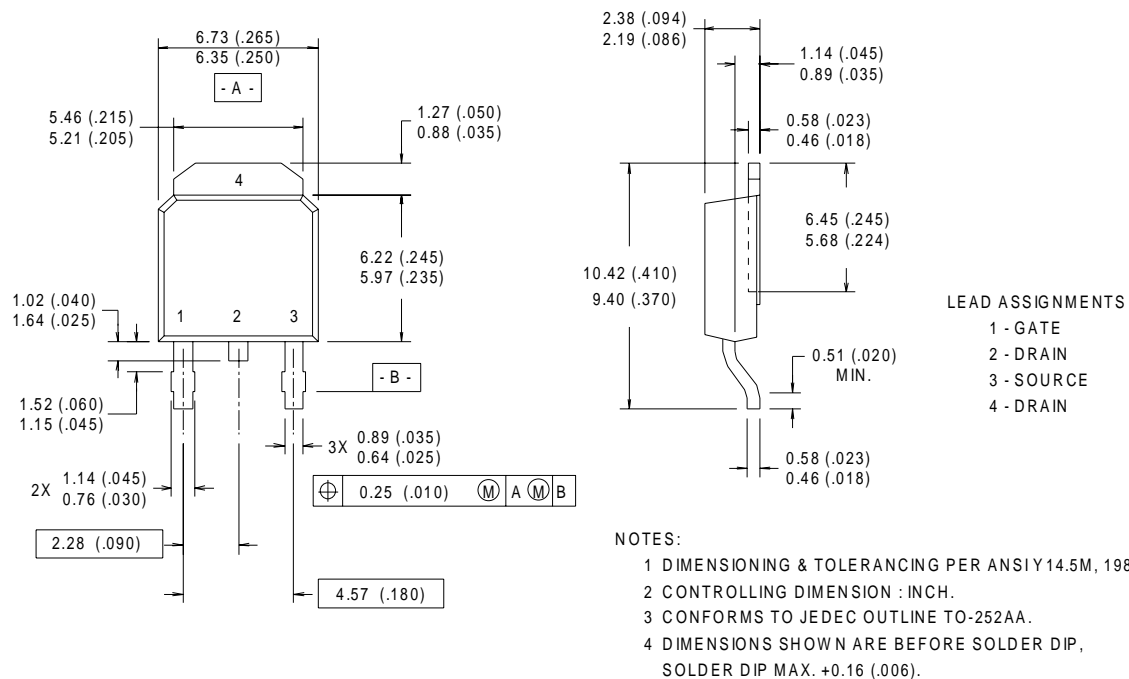 6.73 (.265)
6.35 (.250)
- A -
5.46 (.215)
5.21 (.205)
1.27 (.050)
0.88 (.035)
4
6.22 (.245)
5.97 (.235)
1.02 (.040)
1.64 (.025)
1 2 3
- B -
1.52 (.060)
1.15 (.045)
3X 0.89 (.035)
0.64 (.025)
2X 1.14 (.045)
0.76 (.030)
⌖ 0.25 (.010) Ⓜ A Ⓜ B
2.28 (.090)
4.57 (.180)
2.38 (.094)
2.19 (.086)
1.14 (.045)
0.89 (.035)
0.58 (.023)
0.46 (.018)
6.45 (.245)
5.68 (.224)
10.42 (.410)
9.40 (.370)
0.51 (.020)
MIN.
0.58 (.023)
0.46 (.018)
LEAD ASSIGNMENTS
1 - GATE
2 - DRAIN
3 - SOURCE
4 - DRAIN
NOTES:
1 DIMENSIONING & TOLERANCING PER ANSI Y14.5M, 198
2 CONTROLLING DIMENSION : INCH.
3 CONFORMS TO JEDEC OUTLINE TO-252AA.
4 DIMENSIONS SHOWN ARE BEFORE SOLDER DIP,
SOLDER DIP MAX. +0.16 (.006).